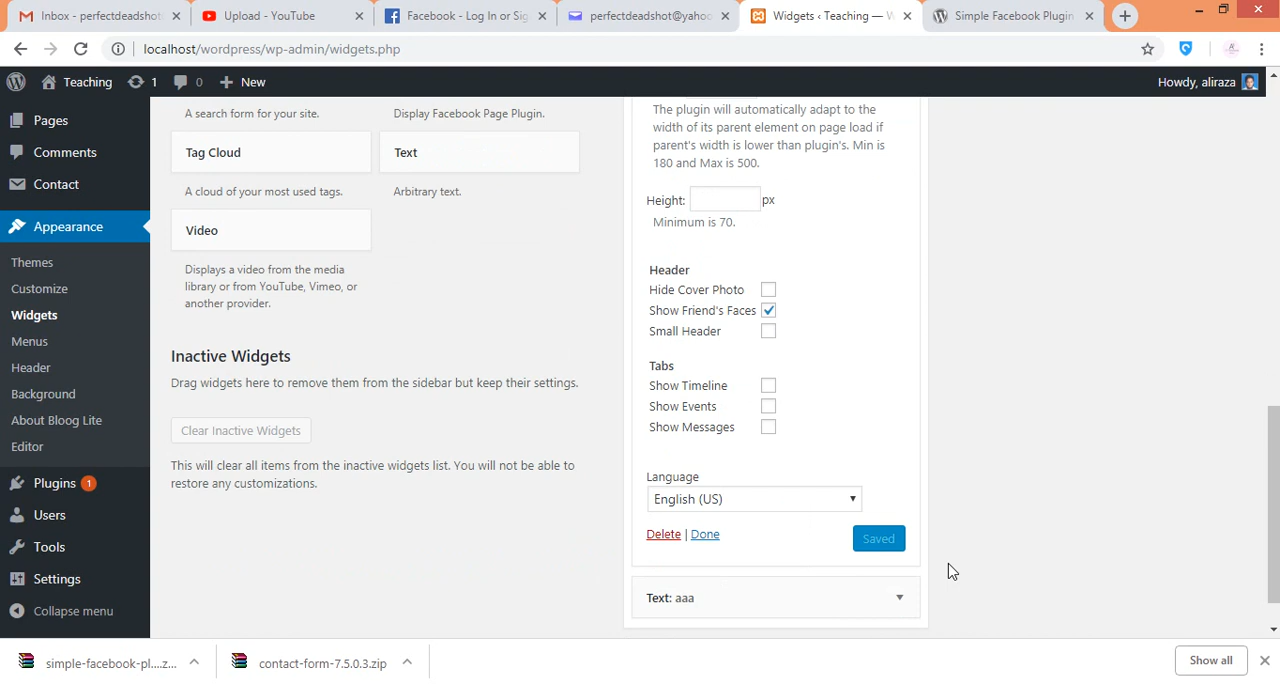 Inbox - perfectdeadshot
Upload - YouTube
Facebook - Log In or Sig
perfectdeadshot@yahoo
Widgets ‹ Teaching — W
Simple Facebook Plugin
localhost/wordpress/wp-admin/widgets.php
Teaching
1
0
New
Howdy, aliraza
Pages
Comments
Contact
Appearance
Themes
Customize
Widgets
Menus
Header
Background
About Bloog Lite
Editor
Plugins 1
Users
Tools
Settings
Collapse menu
A search form for your site.
Display Facebook Page Plugin.
Tag Cloud
Text
A cloud of your most used tags.
Arbitrary text.
Video
Displays a video from the media
library or from YouTube, Vimeo, or
another provider.
Inactive Widgets
Drag widgets here to remove them from the sidebar but keep their settings.
Clear Inactive Widgets
This will clear all items from the inactive widgets list. You will not be able to
restore any customizations.
The plugin will automatically adapt to the
width of its parent element on page load if
parent's width is lower than plugin's. Min is
180 and Max is 500.
Height: px
Minimum is 70.
Header
Hide Cover Photo
Show Friend's Faces
Small Header
Tabs
Show Timeline
Show Events
Show Messages
Language
English (US)
Delete | Done
Saved
Text: aaa
simple-facebook-pl....z...
contact-form-7.5.0.3.zip
Show all